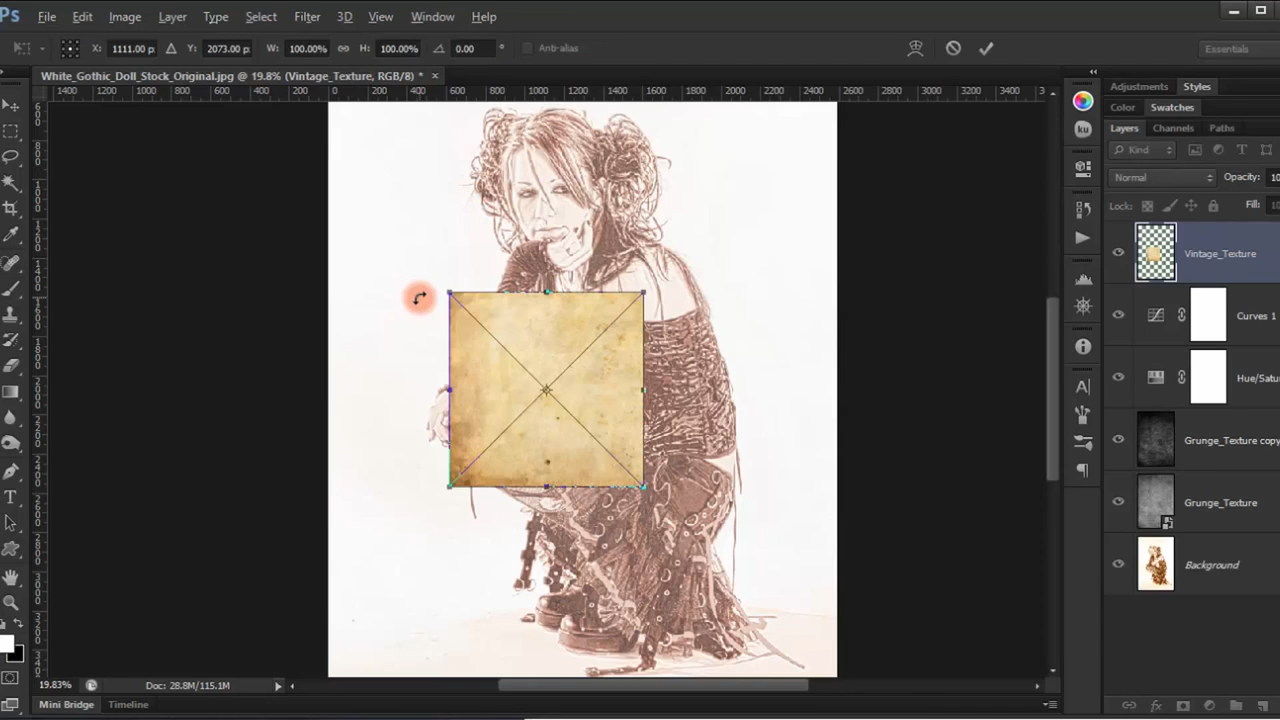 Ps File Edit Image Layer Type Select Filter 3D View Window Help
X: 1111.00 p Y: 2073.00 p W: 100.00% H: 100.00% 0.00 ° Anti-alias Essentials
White_Gothic_Doll_Stock_Original.jpg @ 19.8% (Vintage_Texture, RGB/8) * ×
1400 1200 1000 800 600 400 200 0 200 400 600 800 1000 1200 1400 1600 1800 2000 2200 2400 2600 2800 3000 3200 3400
Adjustments Styles
Color Swatches
Layers Channels Paths
Kind
Normal Opacity: 10
Lock: Fill: 10
Vintage_Texture
Curves 1
Hue/Satu
Grunge_Texture copy
Grunge_Texture
Background
ku
19.83% Doc: 28.8M/115.1M
Mini Bridge Timeline